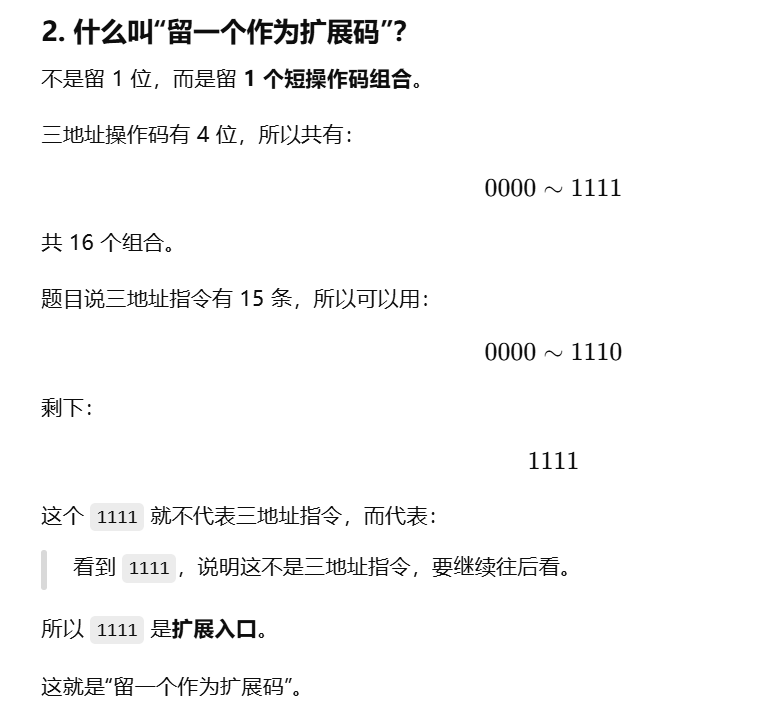 2. 什么叫“留一个作为扩展码”？
不是留 1 位，而是留 1 个短操作码组合。
三地址操作码有 4 位，所以共有：
0000 ∼ 1111
共 16 个组合。
题目说三地址指令有 15 条，所以可以用：
0000 ∼ 1110
剩下：
1111
这个 1111 就不代表三地址指令，而代表：
看到 1111，说明这不是三地址指令，要继续往后看。
所以 1111 是扩展入口。
这就是“留一个作为扩展码”。